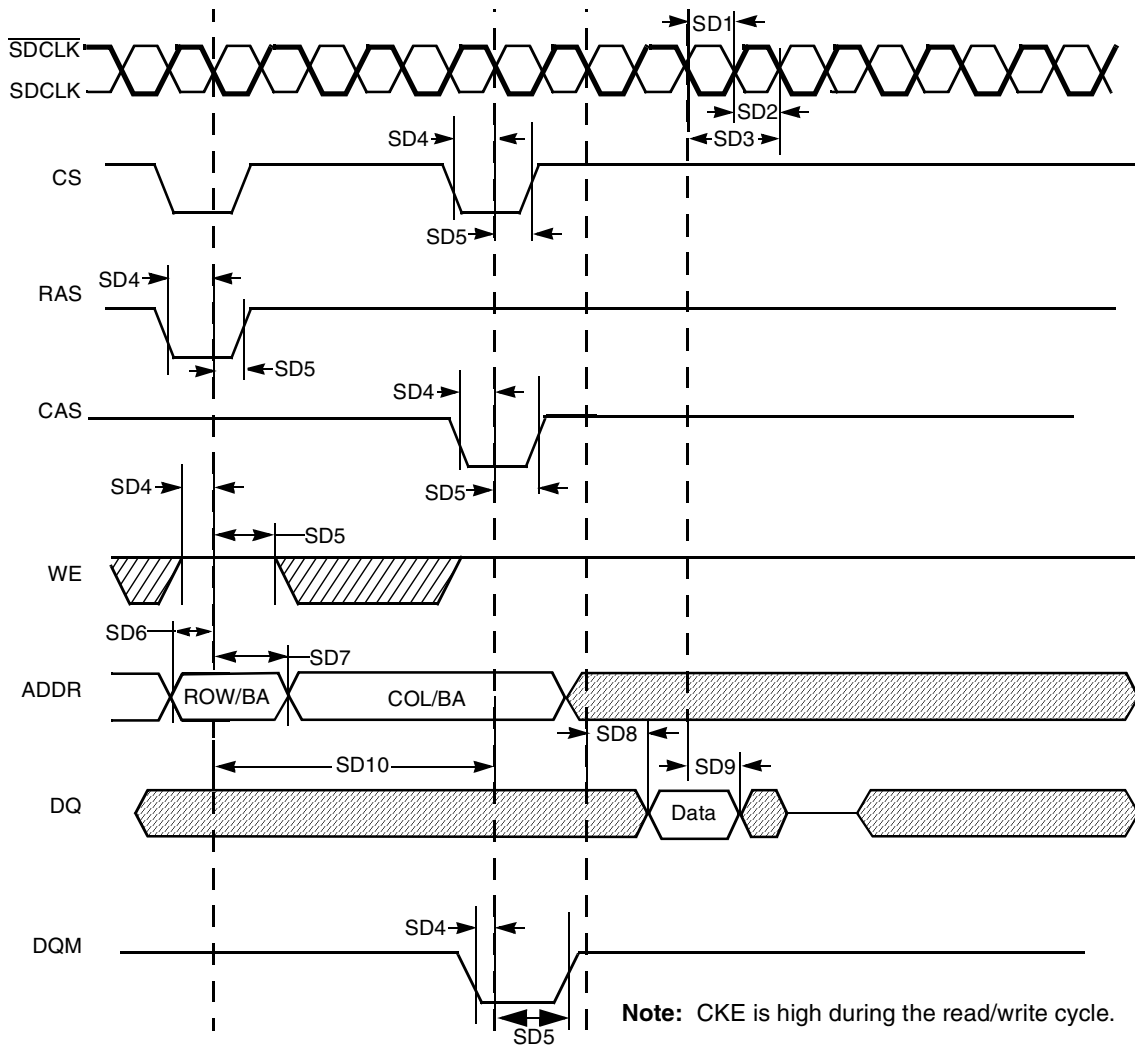 SD1
SDCLK
SDCLK
SD2
SD4
SD3
CS
SD5
SD4
RAS
SD5
SD4
CAS
SD4
SD5
SD5
WE
SD6
SD7
ADDR
ROW/BA
COL/BA
SD8
SD10
SD9
DQ
Data
SD4
DQM
Note: CKE is high during the read/write cycle.
SD5